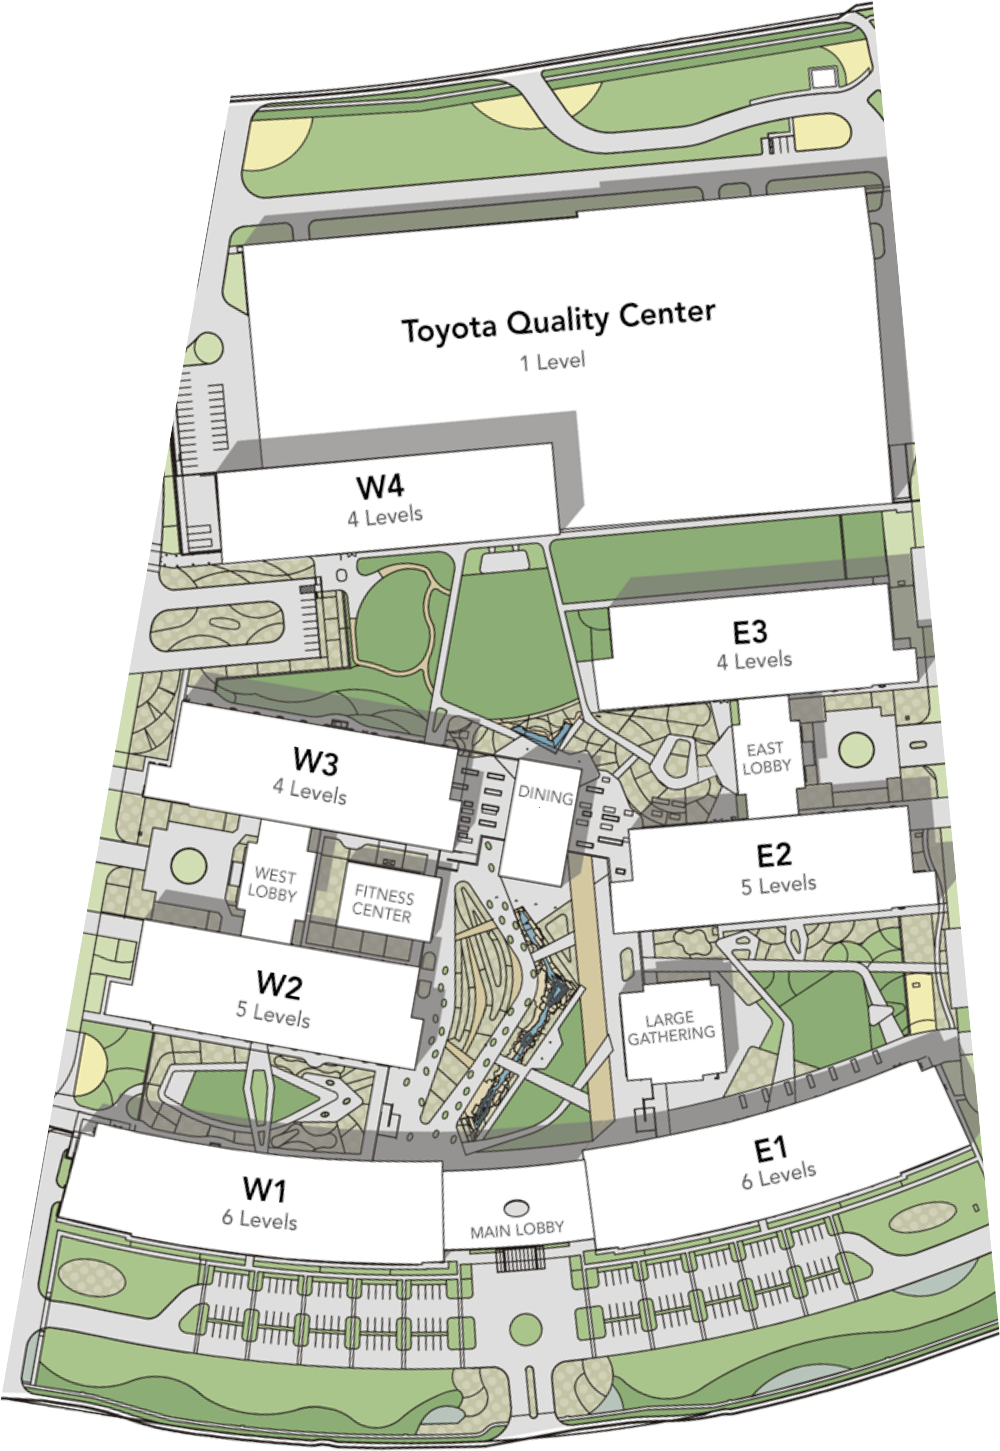 Toyota Quality Center
1 Level
W4
4 Levels
E3
4 Levels
W3
4 Levels
EAST
LOBBY
DINING
E2
5 Levels
WEST
LOBBY
FITNESS
CENTER
W2
5 Levels
LARGE
GATHERING
E1
6 Levels
W1
6 Levels
MAIN LOBBY